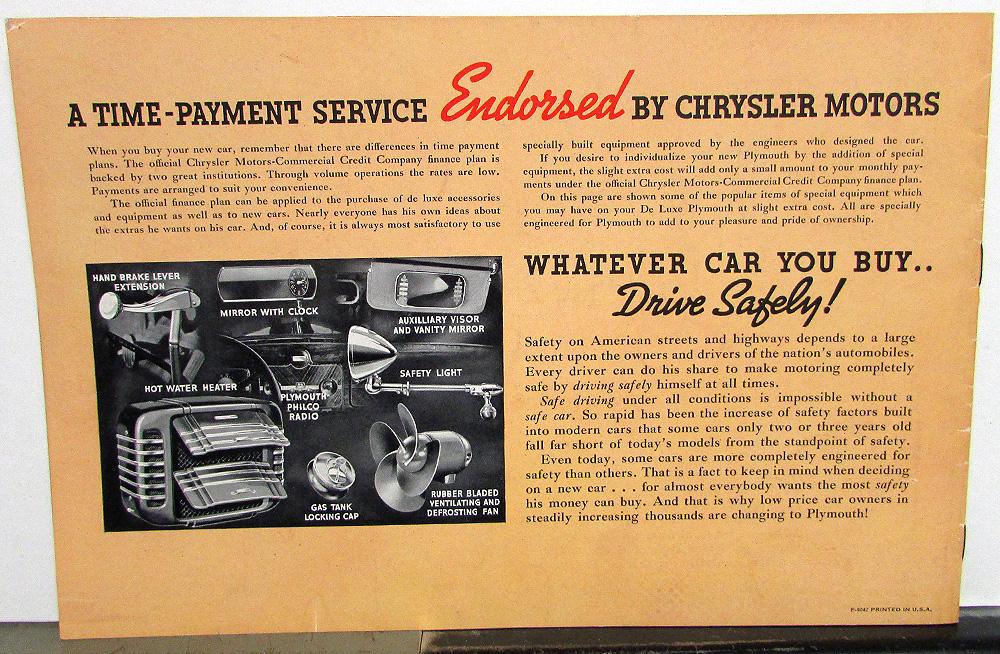 A TIME-PAYMENT SERVICE Endorsed BY CHRYSLER MOTORS
When you buy your new car, remember that there are differences in time payment
plans. The official Chrysler Motors-Commercial Credit Company finance plan is
backed by two great institutions. Through volume operations the rates are low.
Payments are arranged to suit your convenience.
The official finance plan can be applied to the purchase of de luxe accessories
and equipment as well as to new cars. Nearly everyone has his own ideas about
the extras he wants on his car. And, of course, it is always most satisfactory to use
specially built equipment approved by the engineers who designed the car.
If you desire to individualize your new Plymouth by the addition of special
equipment, the slight extra cost will add only a small amount to your monthly pay-
ments under the official Chrysler Motors-Commercial Credit Company finance plan.
On this page are shown some of the popular items of special equipment which
you may have on your De Luxe Plymouth at slight extra cost. All are specially
engineered for Plymouth to add to your pleasure and pride of ownership.
HAND BRAKE LEVER
EXTENSION
MIRROR WITH CLOCK
AUXILLIARY VISOR
AND VANITY MIRROR
HOT WATER HEATER
PLYMOUTH
PHILCO
RADIO
SAFETY LIGHT
GAS TANK
LOCKING CAP
RUBBER BLADED
VENTILATING AND
DEFROSTING FAN
WHATEVER CAR YOU BUY..
Drive Safely!
Safety on American streets and highways depends to a large
extent upon the owners and drivers of the nation's automobiles.
Every driver can do his share to make motoring completely
safe by driving safely himself at all times.
Safe driving under all conditions is impossible without a
safe car. So rapid has been the increase of safety factors built
into modern cars that some cars only two or three years old
fall far short of today's models from the standpoint of safety.
Even today, some cars are more completely engineered for
safety than others. That is a fact to keep in mind when deciding
on a new car . . . for almost everybody wants the most safety
his money can buy. And that is why low price car owners in
steadily increasing thousands are changing to Plymouth!
PRINTED IN U.S.A.